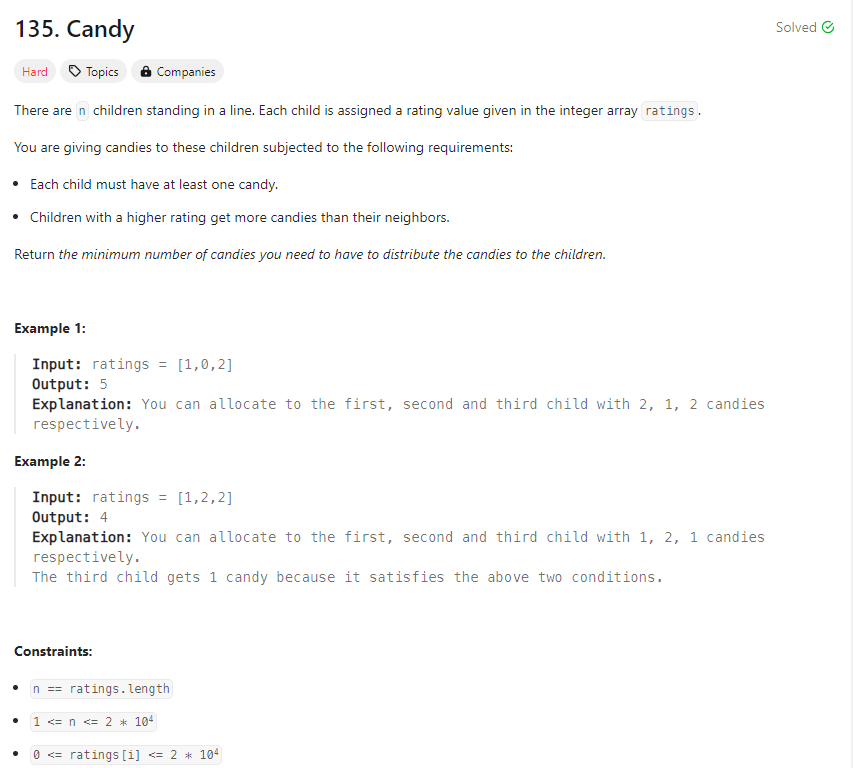 135. Candy
Solved
Hard Topics Companies
There are n children standing in a line. Each child is assigned a rating value given in the integer array ratings.
You are giving candies to these children subjected to the following requirements:
• Each child must have at least one candy.
• Children with a higher rating get more candies than their neighbors.
Return the minimum number of candies you need to have to distribute the candies to the children.
Example 1:
Input: ratings = [1,0,2]
Output: 5
Explanation: You can allocate to the first, second and third child with 2, 1, 2 candies
respectively.
Example 2:
Input: ratings = [1,2,2]
Output: 4
Explanation: You can allocate to the first, second and third child with 1, 2, 1 candies
respectively.
The third child gets 1 candy because it satisfies the above two conditions.
Constraints:
• n == ratings.length
• 1 <= n <= 2 * 10⁴
• 0 <= ratings[i] <= 2 * 10⁴